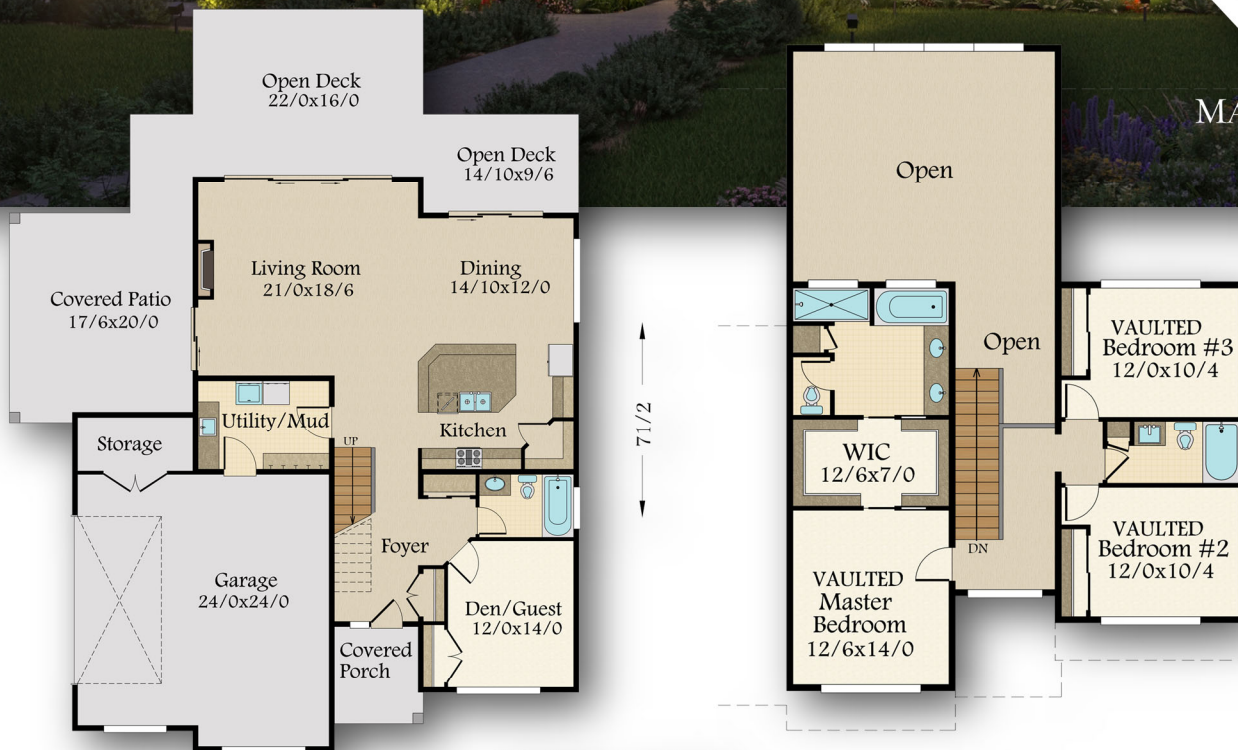 Open Deck
22/0x16/0
Open Deck
14/10x9/6
Living Room
21/0x18/6
Dining
14/10x12/0
Covered Patio
17/6x20/0
Utility/Mud
Kitchen
Storage
UP
Foyer
Garage
24/0x24/0
Den/Guest
12/0x14/0
Covered
Porch
71/2
MA
Open
Open
VAULTED
Bedroom #3
12/0x10/4
WIC
12/6x7/0
DN
VAULTED
Bedroom #2
12/0x10/4
VAULTED
Master
Bedroom
12/6x14/0